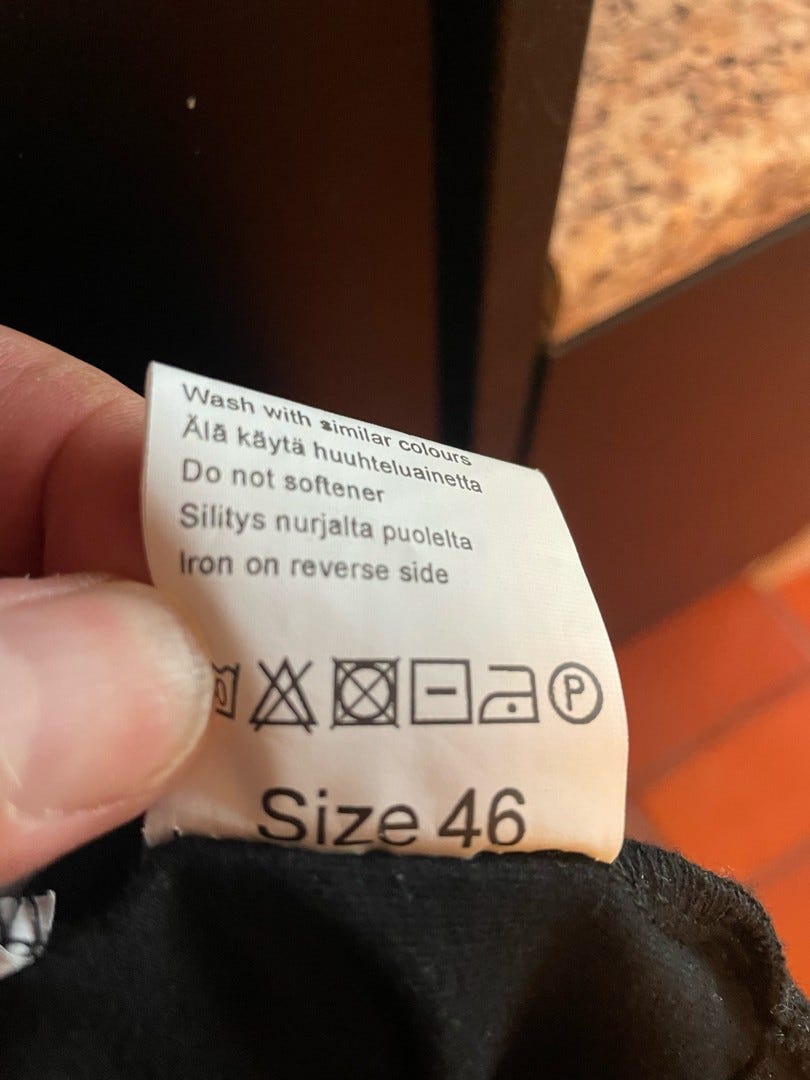 Wash with similar colours
Älä käytä huuhteluainetta
Do not softener
Silitys nurjalta puolelta
Iron on reverse side
P
Size 46